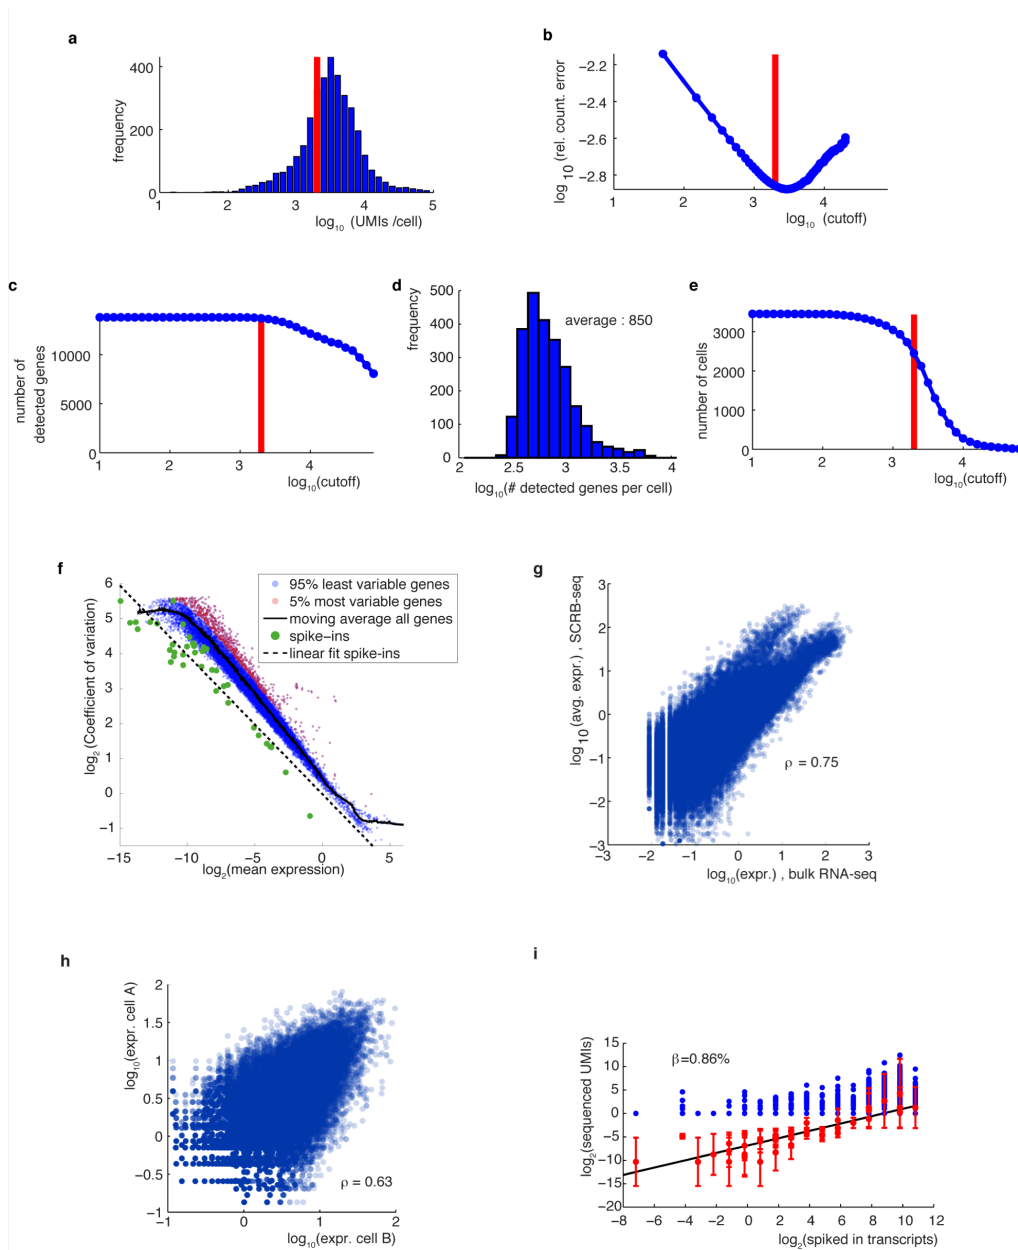 a
400
200
0
frequency
1 2 3 4 5
log10 (UMIs /cell)
b
−2.2
−2.4
−2.6
−2.8
log 10 (rel. count. error
1 2 3 4
log10 (cutoff)
c
10000
5000
0
number of
detected genes
1 2 3 4
log10(cutoff)
d
500
400
300
200
100
0
frequency
average : 850
2 2.5 3 3.5 4
log10(# detected genes per cell)
e
3000
2000
1000
0
number of cells
1 2 3 4
log10(cutoff)
f
6
5
4
3
2
1
0
−1
log2(Coefficient of variation)
95% least variable genes
5% most variable genes
moving average all genes
spike−ins
linear fit spike-ins
−15 −10 −5 0 5
log2(mean expression)
g
3
2
1
0
−1
−2
−3
log10(avg. expr.) , SCRB-seq
ρ = 0.75
−3 −2 −1 0 1 2 3
log10(expr.) , bulk RNA-seq
h
2
1.5
1
0.5
0
−0.5
−1
log10(expr. cell A)
ρ = 0.63
−1 0 1 2
log10(expr. cell B)
i
15
10
5
0
−5
−10
−15
−20
log2(sequenced UMIs)
β=0.86%
−8 −6 −4 −2 0 2 4 6 8 10 12
log2(spiked in transcripts)